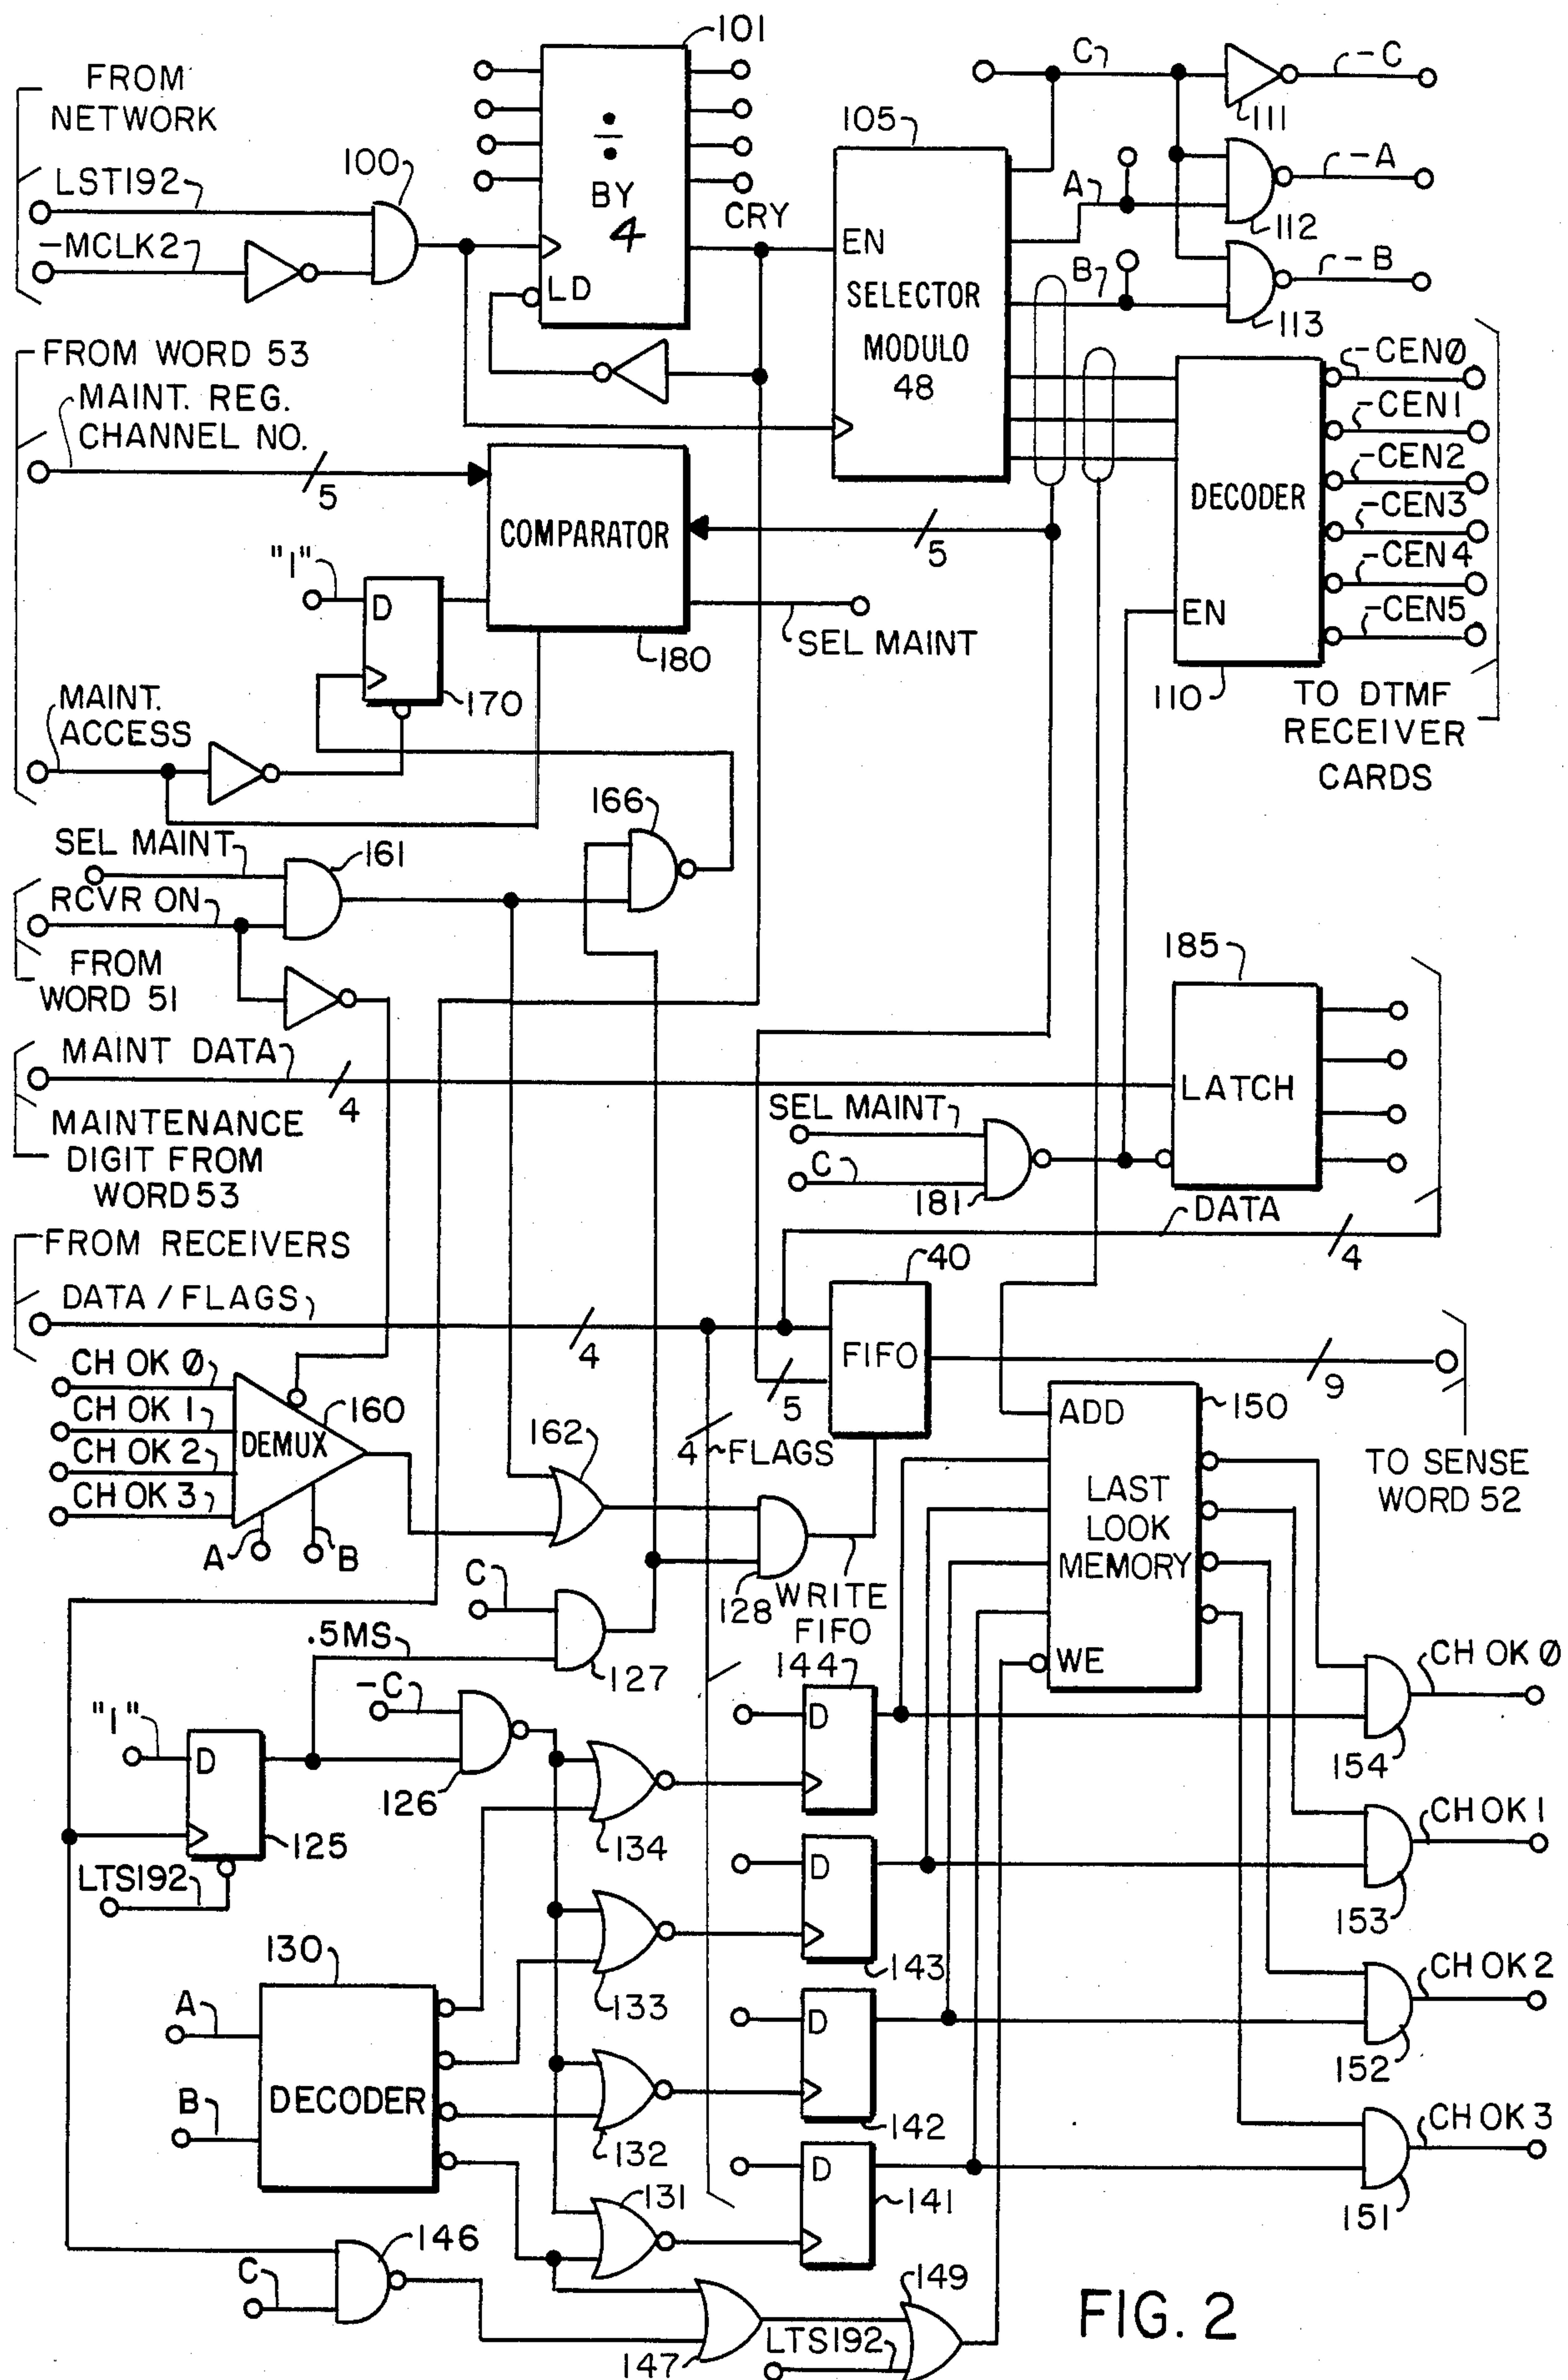 FROM
NETWORK
LST192
-MCLK2
100
101
÷
BY
4
CRY
LD
105
EN
SELECTOR
MODULO
48
C
A
B
-C
111
-A
112
-B
113
FROM WORD 53
MAINT. REG.
CHANNEL NO.
5
COMPARATOR
180
5
SEL MAINT
"1"
D
170
MAINT.
ACCESS
DECODER
EN
110
-CENØ
-CEN1
-CEN2
-CEN3
-CEN4
-CEN5
TO DTMF
RECEIVER
CARDS
SEL MAINT
161
166
RCVR ON
FROM
WORD 51
MAINT DATA
4
MAINTENANCE
DIGIT FROM
WORD 53
185
LATCH
SEL MAINT
C
181
DATA
4
FROM RECEIVERS
DATA / FLAGS
4
40
FIFO
5
9
TO SENSE
WORD 52
CH OK Ø
CH OK 1
CH OK 2
CH OK 3
DEMUX
160
A
B
162
4
FLAGS
128
WRITE
FIFO
C
.5MS
127
150
ADD
LAST
LOOK
MEMORY
WE
"1"
D
125
LTS192
-C
126
134
133
132
131
130
A
B
DECODER
144
D
D
143
D
142
D
141
CH OK Ø
154
CH OK 1
153
CH OK 2
152
CH OK 3
151
146
C
147
149
LTS192
FIG. 2